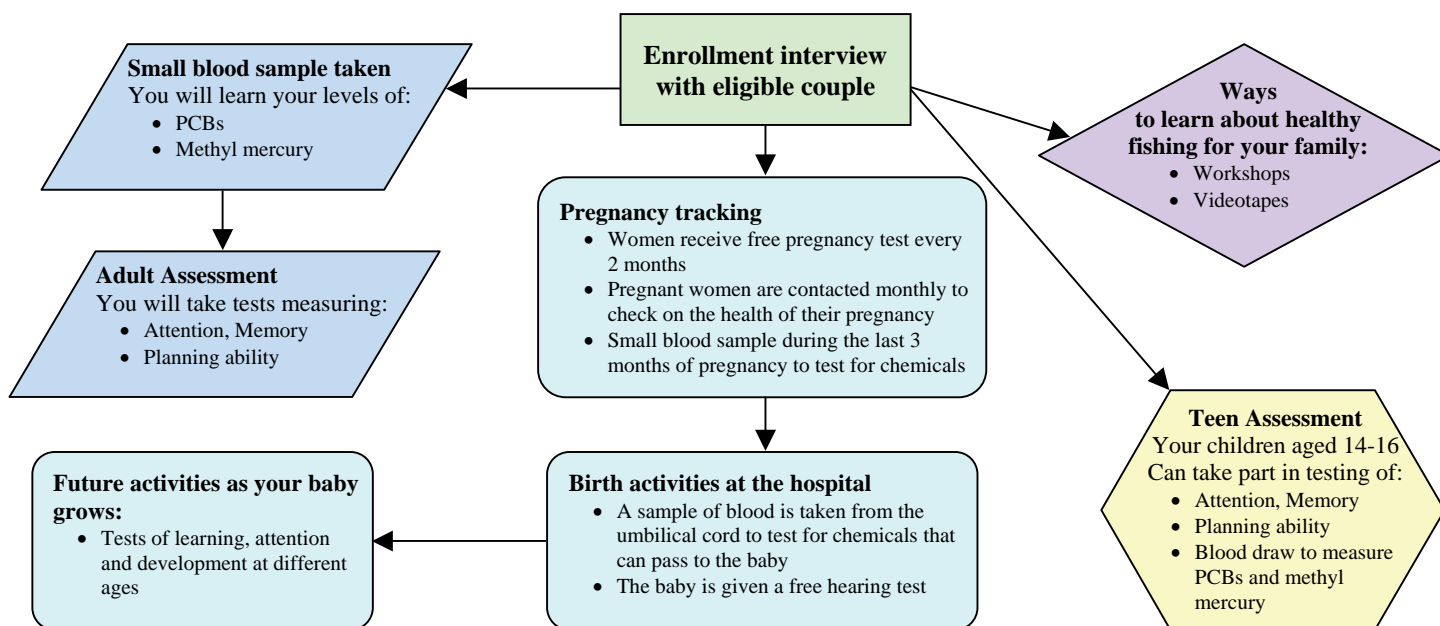 Enrollment interview
with eligible couple
Small blood sample taken
You will learn your levels of:
• PCBs
• Methyl mercury
Adult Assessment
You will take tests measuring:
• Attention, Memory
• Planning ability
Pregnancy tracking
• Women receive free pregnancy test every
2 months
• Pregnant women are contacted monthly to
check on the health of their pregnancy
• Small blood sample during the last 3
months of pregnancy to test for chemicals
Birth activities at the hospital
• A sample of blood is taken from the
umbilical cord to test for chemicals that
can pass to the baby
• The baby is given a free hearing test
Future activities as your baby
grows:
• Tests of learning, attention
and development at different
ages
Ways
to learn about healthy
fishing for your family:
• Workshops
• Videotapes
Teen Assessment
Your children aged 14-16
Can take part in testing of:
• Attention, Memory
• Planning ability
• Blood draw to measure
PCBs and methyl
mercury